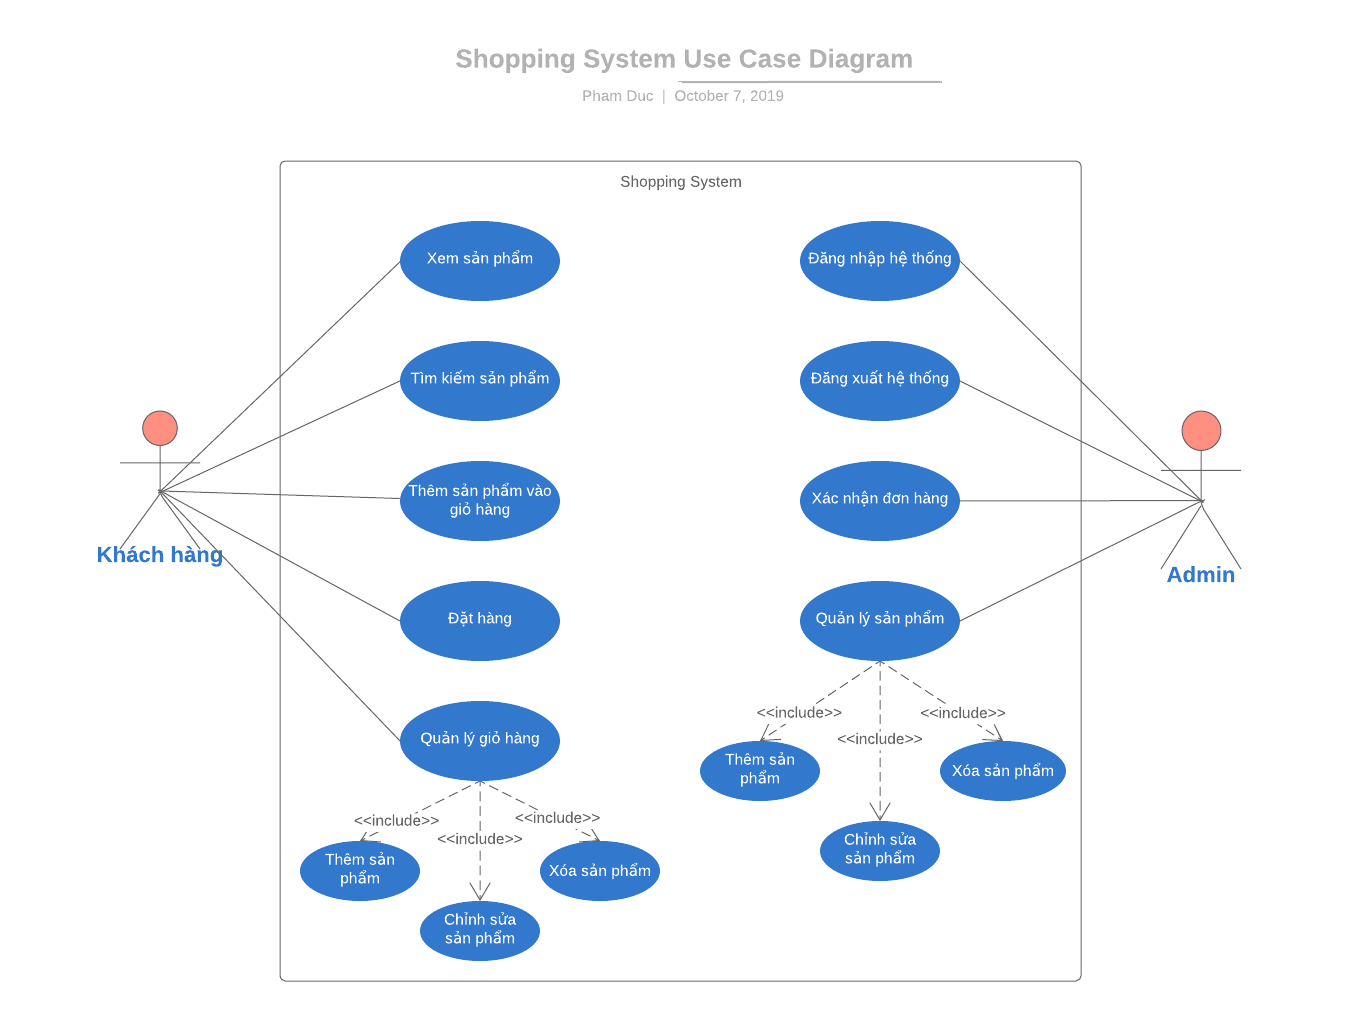 Shopping System Use Case Diagram
Pham Duc | October 7, 2019
Shopping System
Xem sản phẩm
Đăng nhập hệ thống
Tìm kiếm sản phẩm
Đăng xuất hệ thống
Thêm sản phẩm vào
giỏ hàng
Xác nhận đơn hàng
Khách hàng
Admin
Đặt hàng
Quản lý sản phẩm
<<include>>
<<include>>
<<include>>
Quản lý giỏ hàng
Thêm sản
phẩm
Xóa sản phẩm
Chỉnh sửa
sản phẩm
<<include>>
<<include>>
<<include>>
Thêm sản
phẩm
Xóa sản phẩm
Chỉnh sửa
sản phẩm